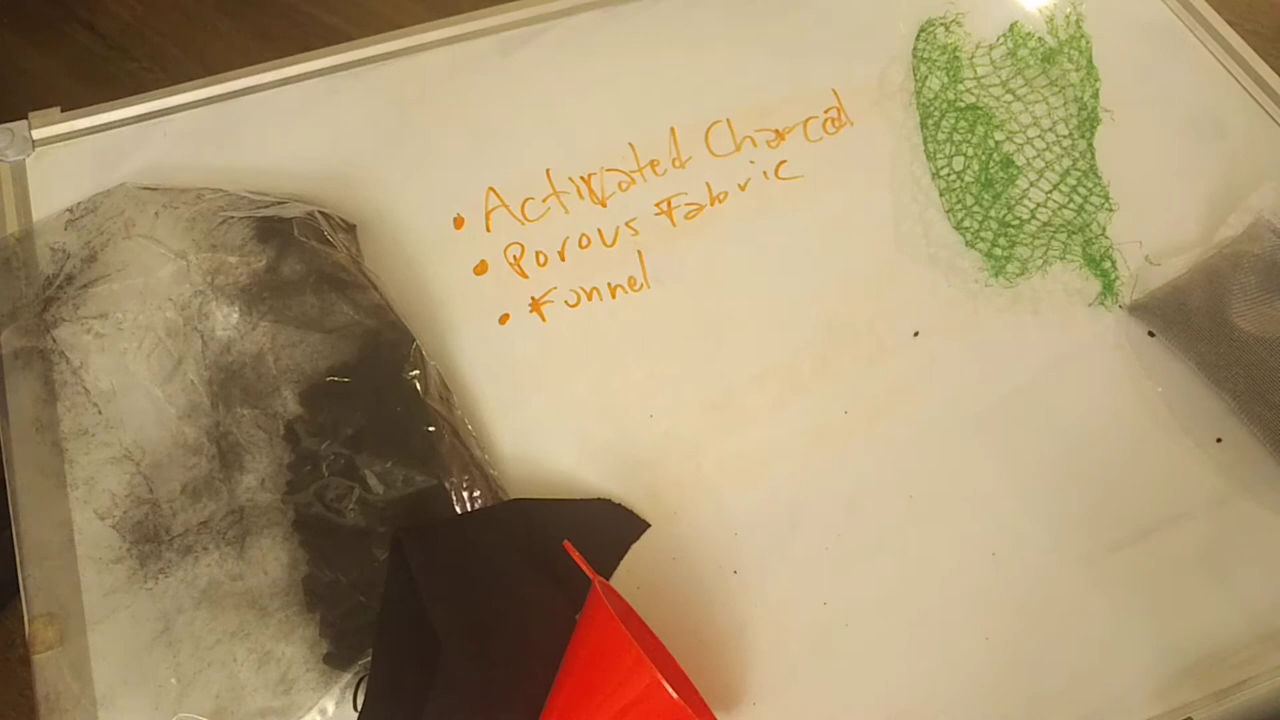 • Activated Charcoal
• Porous Fabric
• Funnel